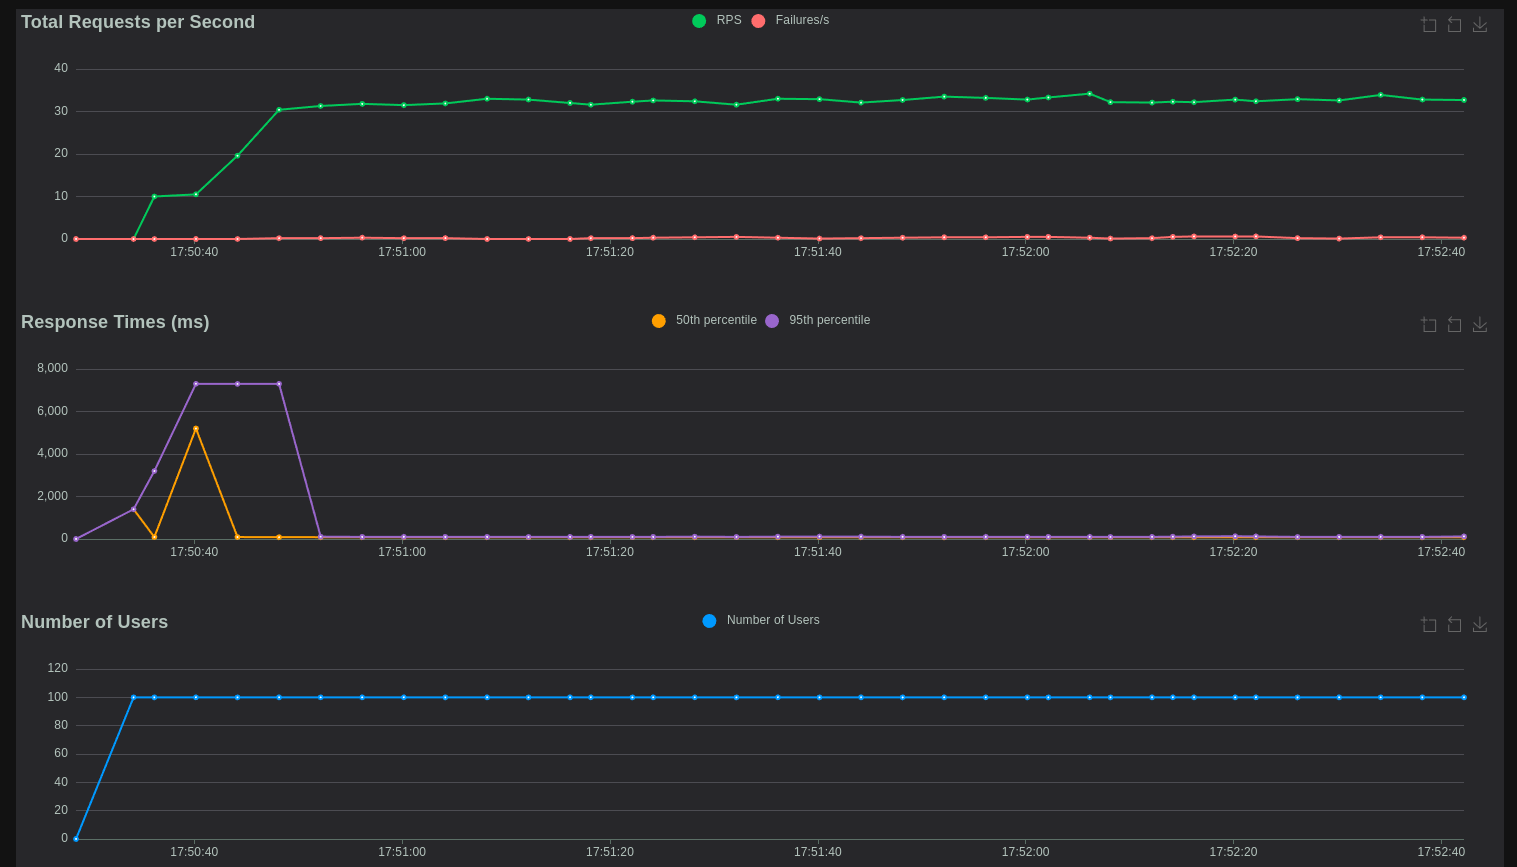 Total Requests per Second
RPS Failures/s
40
30
20
10
0
17:50:40 17:51:00 17:51:20 17:51:40 17:52:00 17:52:20 17:52:40
Response Times (ms)
50th percentile 95th percentile
8,000
6,000
4,000
2,000
0
17:50:40 17:51:00 17:51:20 17:51:40 17:52:00 17:52:20 17:52:40
Number of Users
Number of Users
120
100
80
60
40
20
0
17:50:40 17:51:00 17:51:20 17:51:40 17:52:00 17:52:20 17:52:40